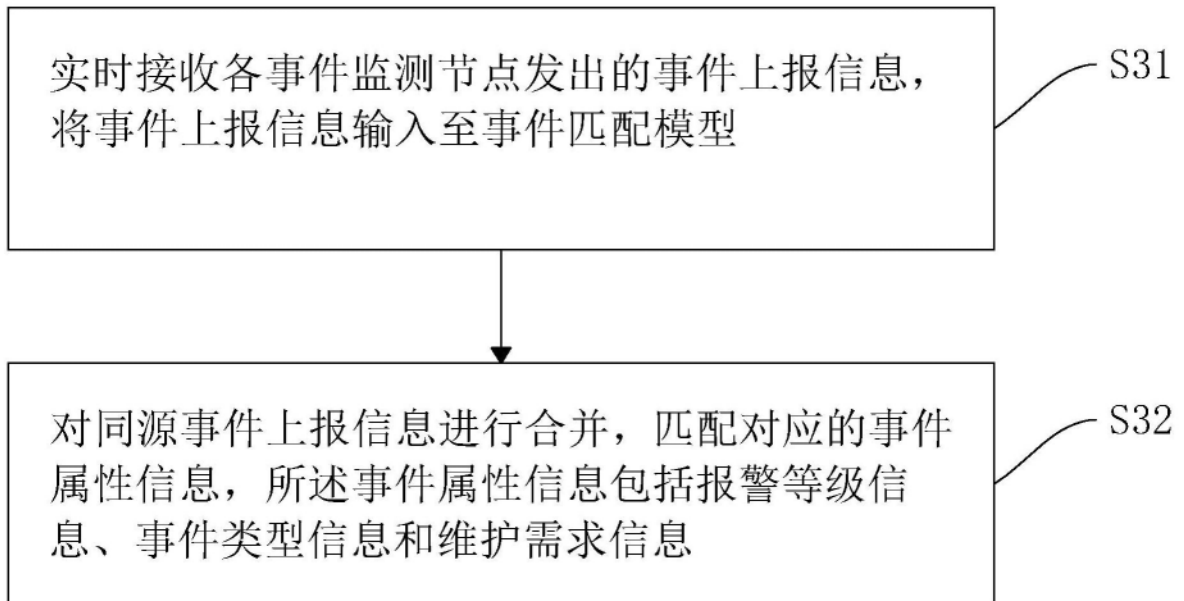 实时接收各事件监测节点发出的事件上报信息，
将事件上报信息输入至事件匹配模型
S31
对同源事件上报信息进行合并，匹配对应的事件
属性信息，所述事件属性信息包括报警等级信
息、事件类型信息和维护需求信息
S32